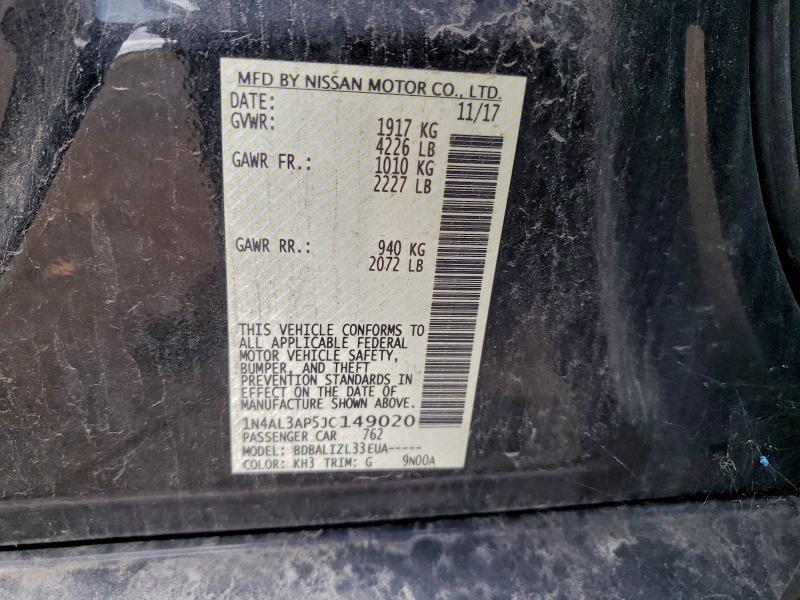 MFD BY NISSAN MOTOR CO., LTD.
DATE: 11/17
GVWR: 1917 KG
4226 LB
GAWR FR.: 1010 KG
2227 LB
GAWR RR.: 940 KG
2072 LB
THIS VEHICLE CONFORMS TO
ALL APPLICABLE FEDERAL
MOTOR VEHICLE SAFETY,
BUMPER, AND THEFT
PREVENTION STANDARDS IN
EFFECT ON THE DATE OF
MANUFACTURE SHOWN ABOVE.
1N4AL3AP5JC149020
PASSENGER CAR 762
MODEL: BDBALIZL33EUA-----
COLOR: KH3 TRIM: G 9N00A